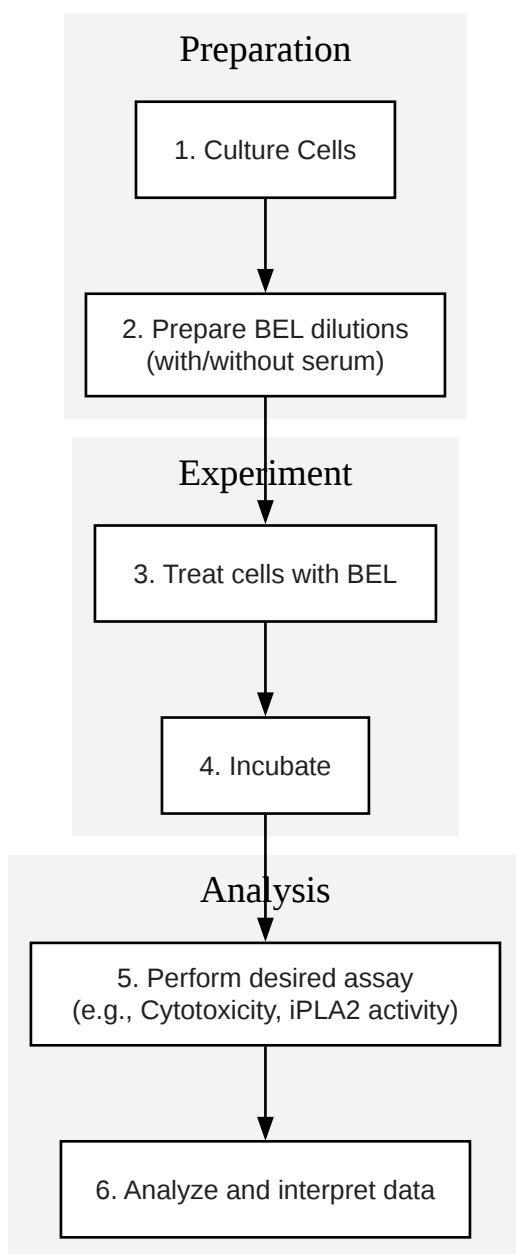 Preparation
1. Culture Cells
2. Prepare BEL dilutions
(with/without serum)
Experiment
3. Treat cells with BEL
4. Incubate
Analysis
5. Perform desired assay
(e.g., Cytotoxicity, iPLA2 activity)
6. Analyze and interpret data